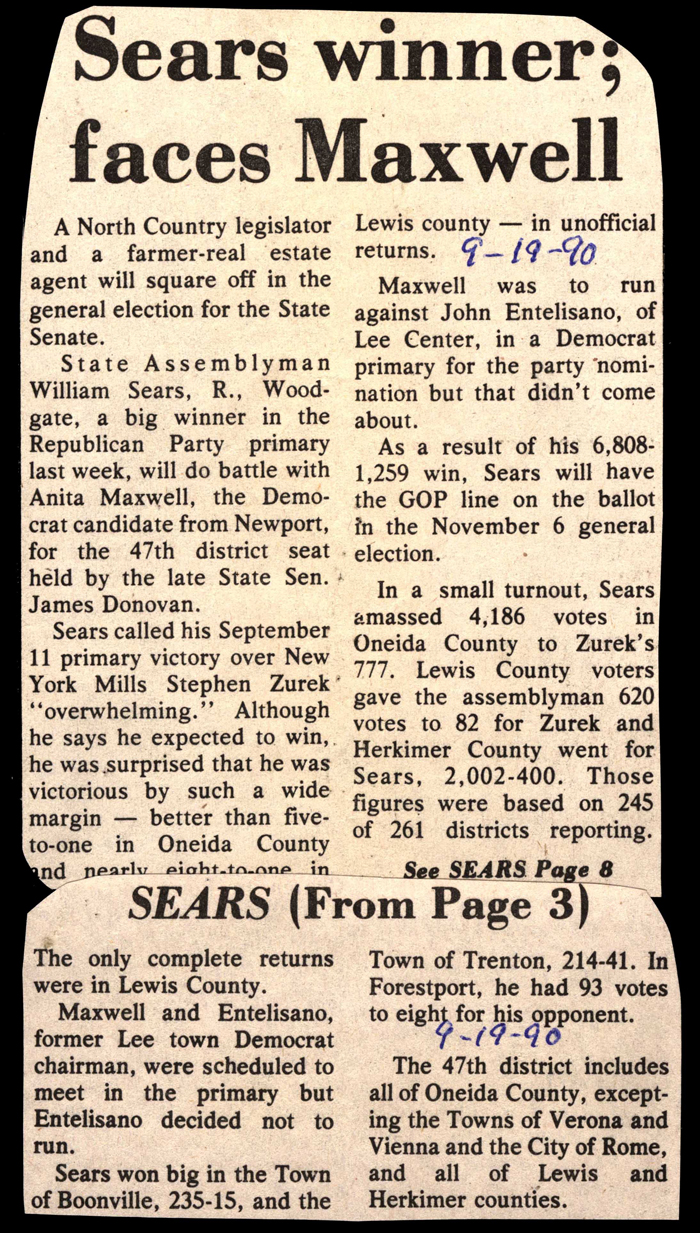 Sears winner;
faces Maxwell
A North Country legislator
and a farmer-real estate
agent will square off in the
general election for the State
Senate.
State Assemblyman
William Sears, R., Wood-
gate, a big winner in the
Republican Party primary
last week, will do battle with
Anita Maxwell, the Demo-
crat candidate from Newport,
for the 47th district seat
held by the late State Sen.
James Donovan.
Sears called his September
11 primary victory over New
York Mills Stephen Zurek
“overwhelming.” Although
he says he expected to win,
he was surprised that he was
victorious by such a wide
margin — better than five-
to-one in Oneida County
and nearly eight-to-one in
Lewis county — in unofficial
returns. 9-19-90
Maxwell was to run
against John Entelisano, of
Lee Center, in a Democrat
primary for the party nomi-
nation but that didn't come
about.
As a result of his 6,808-
1,259 win, Sears will have
the GOP line on the ballot
in the November 6 general
election.
In a small turnout, Sears
amassed 4,186 votes in
Oneida County to Zurek's
777. Lewis County voters
gave the assemblyman 620
votes to 82 for Zurek and
Herkimer County went for
Sears, 2,002-400. Those
figures were based on 245
of 261 districts reporting.
See SEARS Page 8
SEARS (From Page 3)
The only complete returns
were in Lewis County.
Maxwell and Entelisano,
former Lee town Democrat
chairman, were scheduled to
meet in the primary but
Entelisano decided not to
run.
Sears won big in the Town
of Boonville, 235-15, and the
Town of Trenton, 214-41. In
Forestport, he had 93 votes
to eight for his opponent.
9-19-90
The 47th district includes
all of Oneida County, except-
ing the Towns of Verona and
Vienna and the City of Rome,
and all of Lewis and
Herkimer counties.